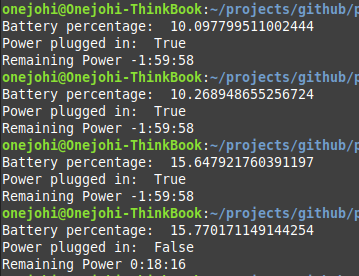 onejohi@Onejohi-ThinkBook:~/projects/github/p
Battery percentage:  10.097799511002444
Power plugged in:  True
Remaining Power -1:59:58
onejohi@Onejohi-ThinkBook:~/projects/github/p
Battery percentage:  10.268948655256724
Power plugged in:  True
Remaining Power -1:59:58
onejohi@Onejohi-ThinkBook:~/projects/github/p
Battery percentage:  15.647921760391197
Power plugged in:  True
Remaining Power -1:59:58
onejohi@Onejohi-ThinkBook:~/projects/github/p
Battery percentage:  15.770171149144254
Power plugged in:  False
Remaining Power 0:18:16